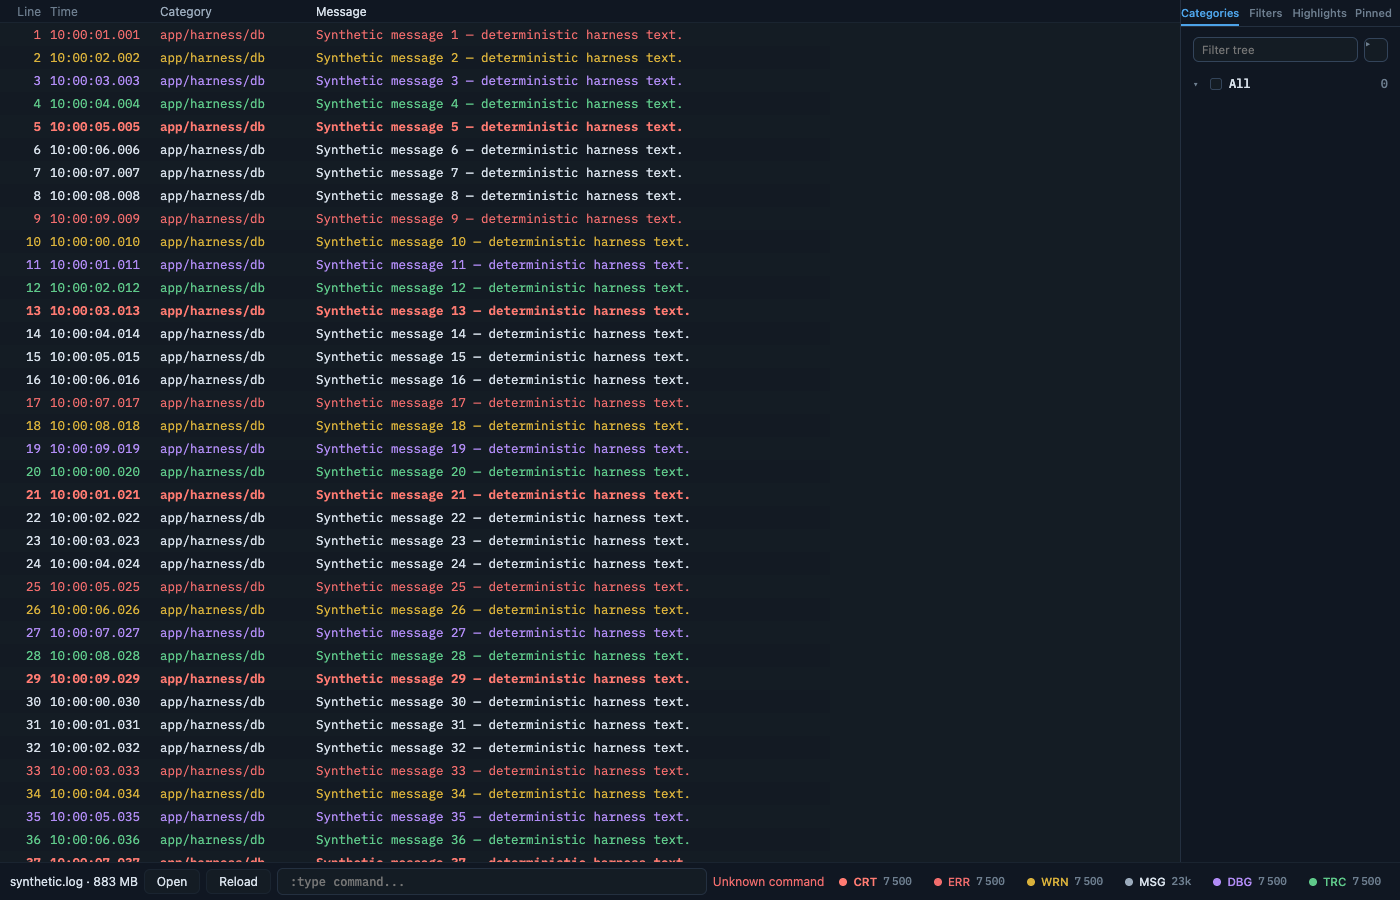 Line Time Category Message
1 10:00:01.001 app/harness/db Synthetic message 1 — deterministic harness text.
2 10:00:02.002 app/harness/db Synthetic message 2 — deterministic harness text.
3 10:00:03.003 app/harness/db Synthetic message 3 — deterministic harness text.
4 10:00:04.004 app/harness/db Synthetic message 4 — deterministic harness text.
5 10:00:05.005 app/harness/db Synthetic message 5 — deterministic harness text.
6 10:00:06.006 app/harness/db Synthetic message 6 — deterministic harness text.
7 10:00:07.007 app/harness/db Synthetic message 7 — deterministic harness text.
8 10:00:08.008 app/harness/db Synthetic message 8 — deterministic harness text.
9 10:00:09.009 app/harness/db Synthetic message 9 — deterministic harness text.
10 10:00:00.010 app/harness/db Synthetic message 10 — deterministic harness text.
11 10:00:01.011 app/harness/db Synthetic message 11 — deterministic harness text.
12 10:00:02.012 app/harness/db Synthetic message 12 — deterministic harness text.
13 10:00:03.013 app/harness/db Synthetic message 13 — deterministic harness text.
14 10:00:04.014 app/harness/db Synthetic message 14 — deterministic harness text.
15 10:00:05.015 app/harness/db Synthetic message 15 — deterministic harness text.
16 10:00:06.016 app/harness/db Synthetic message 16 — deterministic harness text.
17 10:00:07.017 app/harness/db Synthetic message 17 — deterministic harness text.
18 10:00:08.018 app/harness/db Synthetic message 18 — deterministic harness text.
19 10:00:09.019 app/harness/db Synthetic message 19 — deterministic harness text.
20 10:00:00.020 app/harness/db Synthetic message 20 — deterministic harness text.
21 10:00:01.021 app/harness/db Synthetic message 21 — deterministic harness text.
22 10:00:02.022 app/harness/db Synthetic message 22 — deterministic harness text.
23 10:00:03.023 app/harness/db Synthetic message 23 — deterministic harness text.
24 10:00:04.024 app/harness/db Synthetic message 24 — deterministic harness text.
25 10:00:05.025 app/harness/db Synthetic message 25 — deterministic harness text.
26 10:00:06.026 app/harness/db Synthetic message 26 — deterministic harness text.
27 10:00:07.027 app/harness/db Synthetic message 27 — deterministic harness text.
28 10:00:08.028 app/harness/db Synthetic message 28 — deterministic harness text.
29 10:00:09.029 app/harness/db Synthetic message 29 — deterministic harness text.
30 10:00:00.030 app/harness/db Synthetic message 30 — deterministic harness text.
31 10:00:01.031 app/harness/db Synthetic message 31 — deterministic harness text.
32 10:00:02.032 app/harness/db Synthetic message 32 — deterministic harness text.
33 10:00:03.033 app/harness/db Synthetic message 33 — deterministic harness text.
34 10:00:04.034 app/harness/db Synthetic message 34 — deterministic harness text.
35 10:00:05.035 app/harness/db Synthetic message 35 — deterministic harness text.
36 10:00:06.036 app/harness/db Synthetic message 36 — deterministic harness text.
37 10:00:07.037 app/harness/db Synthetic message 37 — deterministic harness text.
Categories Filters Highlights Pinned
Filter tree
All 0
synthetic.log · 883 MB Open Reload :type command... Unknown command CRT 7 500 ERR 7 500 WRN 7 500 MSG 23k DBG 7 500 TRC 7 500